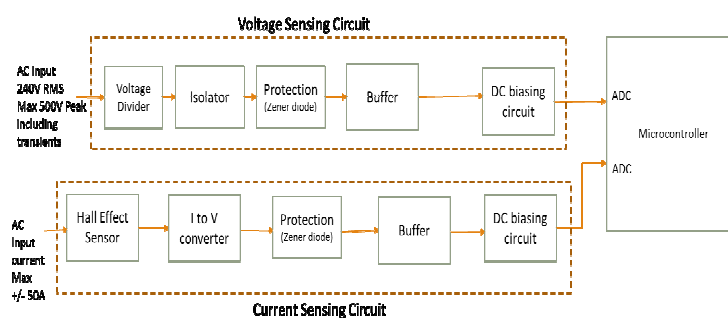 Voltage Sensing Circuit
AC Input
240V RMS
Max 500V Peak
Including
transients
Voltage
Divider
Isolator
Protection
(Zener diode)
Buffer
DC biasing
circuit
ADC
Microcontroller
ADC
AC
Input
current
Max
+/- 50A
Hall Effect
Sensor
I to V
converter
Protection
(Zener diode)
Buffer
DC biasing
circuit
Current Sensing Circuit